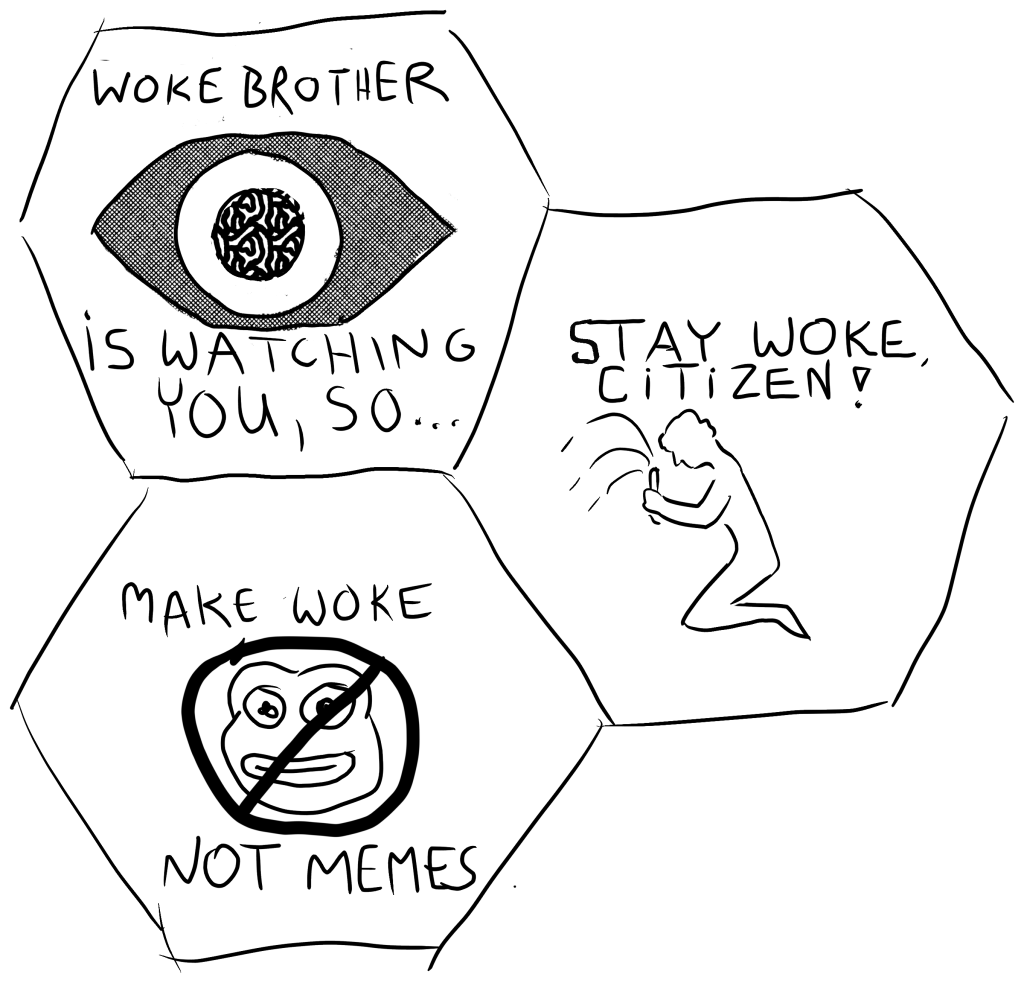 WOKE BROTHER
iS WATCHING
YOU, SO...
STAY WOKE,
CiTiZEN!
MAKE WOKE
NOT MEMES